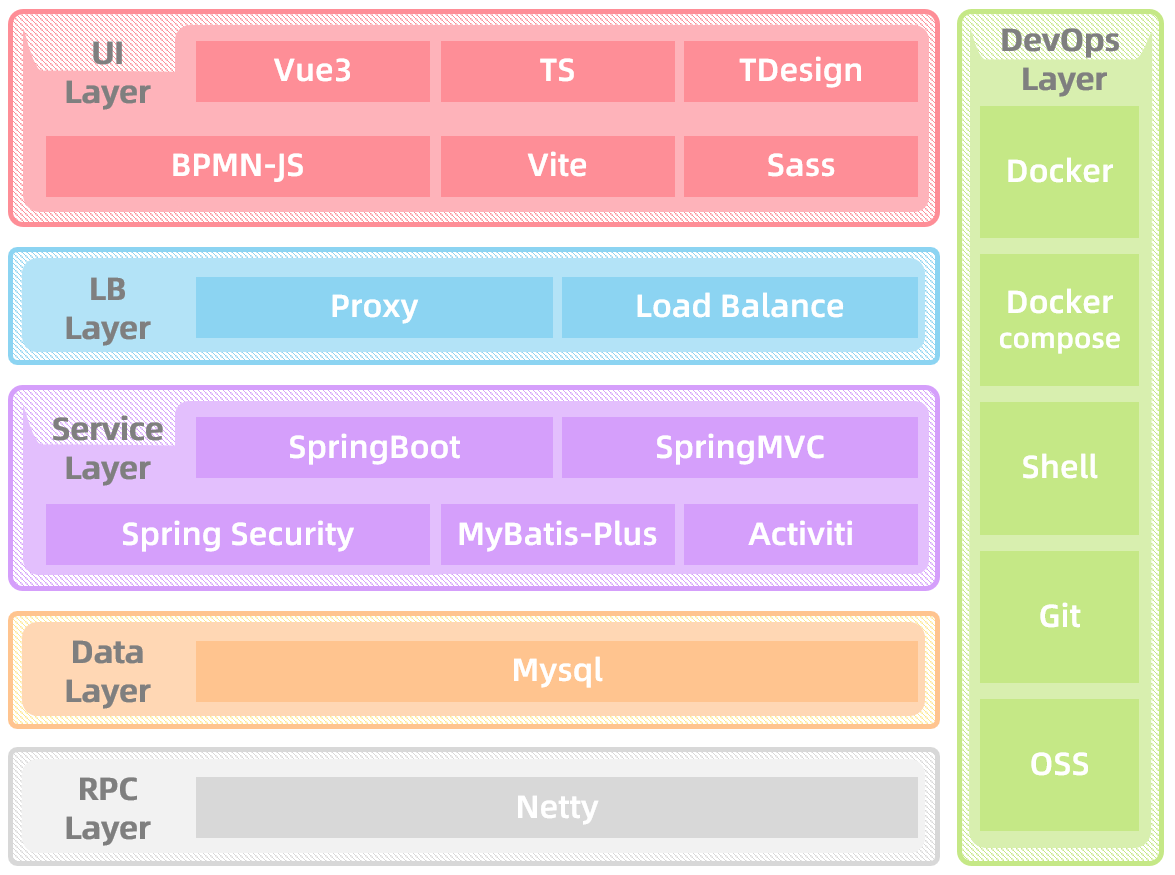 UI
Layer
Vue3
TS
TDesign
BPMN-JS
Vite
Sass
LB
Layer
Proxy
Load Balance
Service
Layer
SpringBoot
SpringMVC
Spring Security
MyBatis-Plus
Activiti
Data
Layer
Mysql
RPC
Layer
Netty
DevOps
Layer
Docker
Docker
compose
Shell
Git
OSS